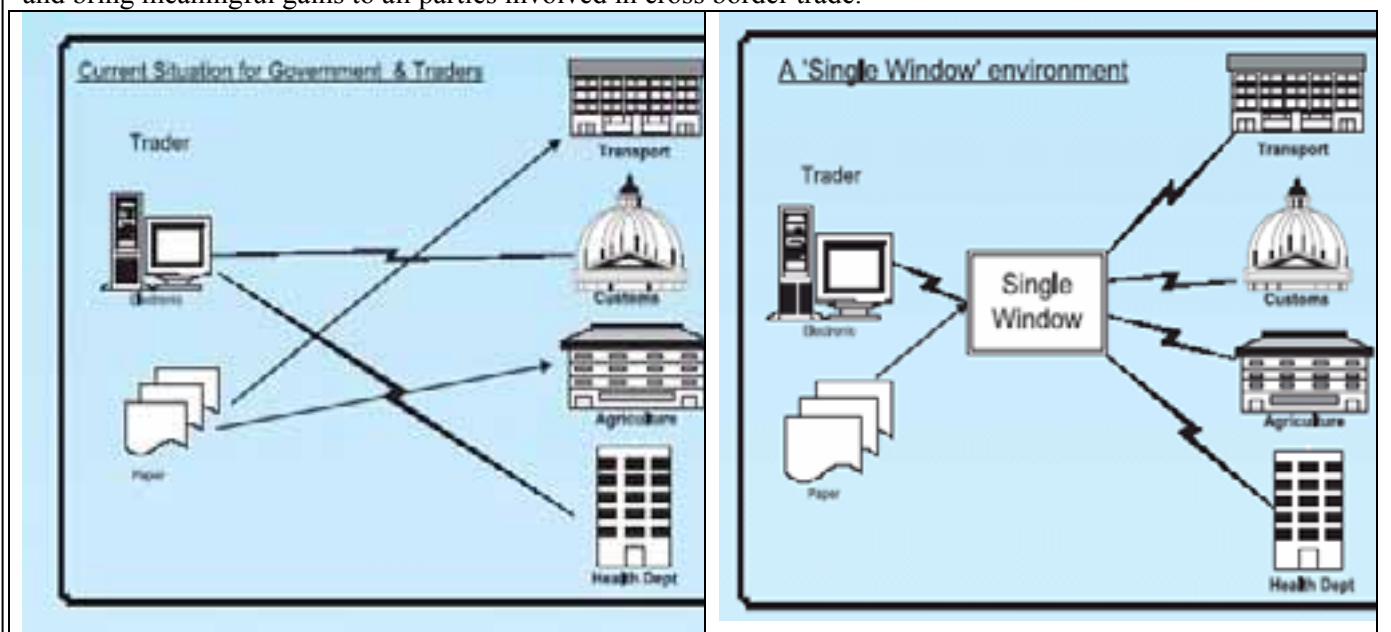 and bring meaningful gains to all parties involved in cross border trade.
Current Situation for Government & Traders
Trader
Transport
Electronic
Customs
Agriculture
Paper
Health Dept
A 'Single Window' environment
Trader
Transport
Single
Window
Customs
Electronic
Agriculture
Paper
Health Dept